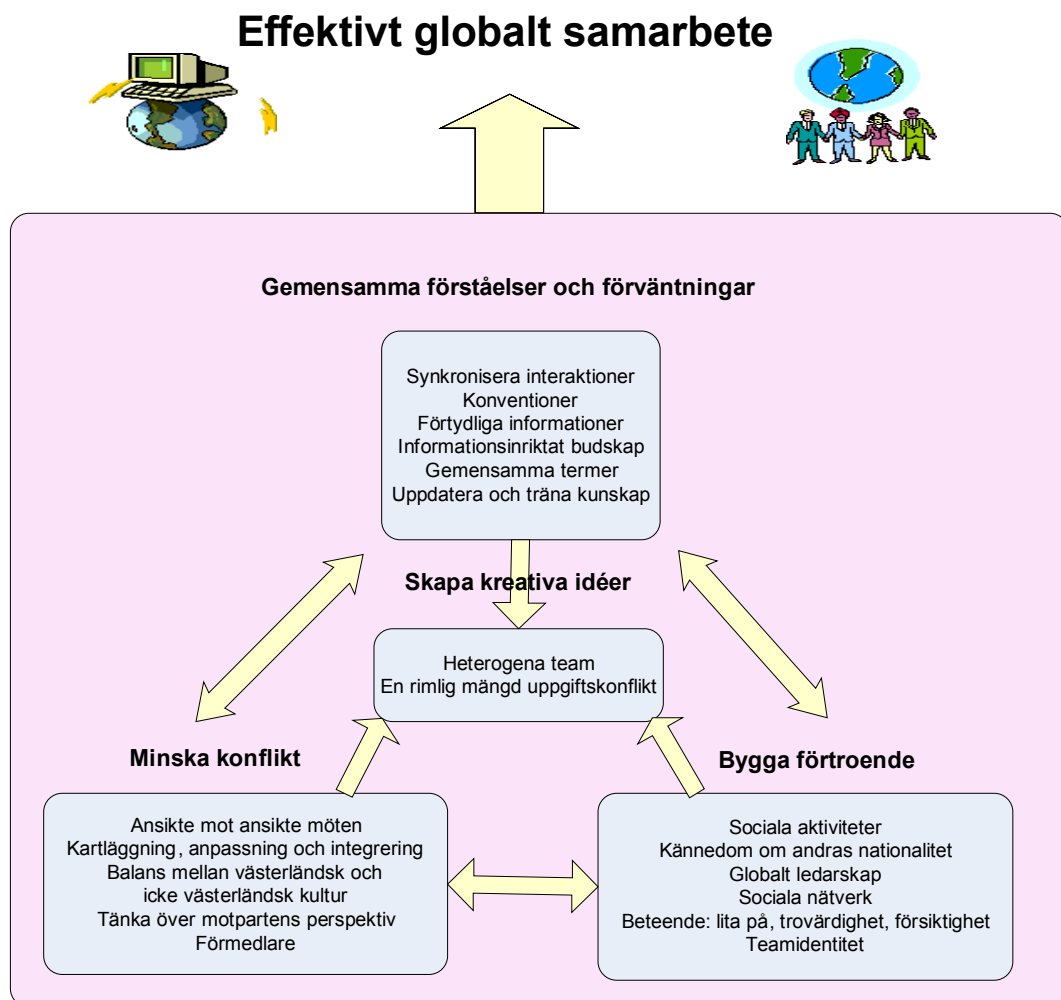 Effektivt globalt samarbete
Gemensamma förståelser och förväntningar
Synkronisera interaktioner
Konventioner
Förtydliga informationer
Informationsinriktat budskap
Gemensamma termer
Uppdatera och träna kunskap
Skapa kreativa idéer
Heterogena team
En rimlig mängd uppgiftskonflikt
Minska konflikt
Ansikte mot ansikte möten
Kartläggning, anpassning och integrering
Balans mellan västerländsk och
icke västerländsk kultur
Tänka över motpartens perspektiv
Förmedlare
Bygga förtroende
Sociala aktiviteter
Kännedom om andras nationalitet
Globalt ledarskap
Sociala nätverk
Beteende: lita på, trovärdighet, försiktighet
Teamidentitet